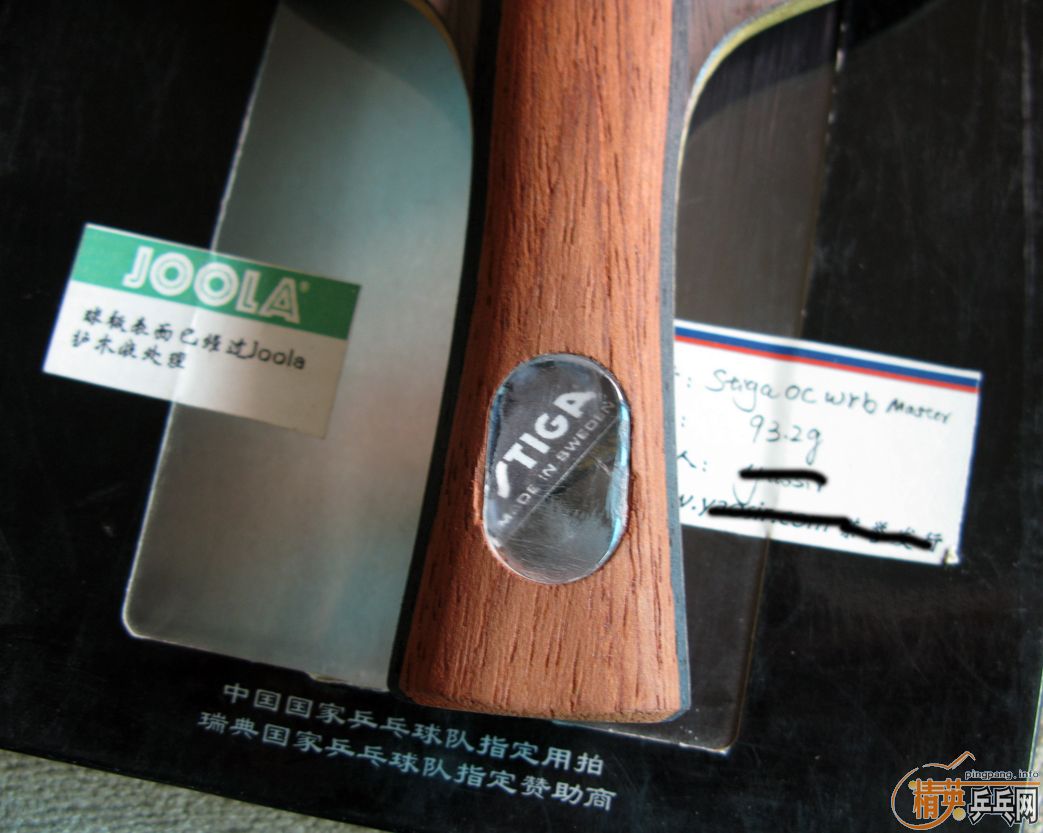 JOOLA®
球板表面已经过Joola
护木液处理
STIGA
M DE IN SWEDEN
: Stiga OC WRB Master
: 93.2g
人:
中国国家乒乓球队指定用拍
瑞典国家乒乓球队指定赞助商
pingpang.info
精英乒乓网